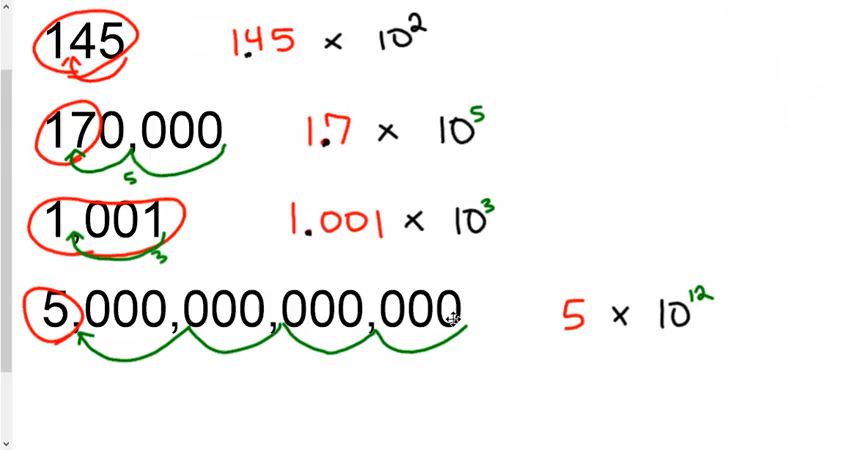 145 1.45 × 10²
170,000 1.7 × 10⁵
5
1,001 1.001 × 10³
3
5,000,000,000,000 5 × 10¹²